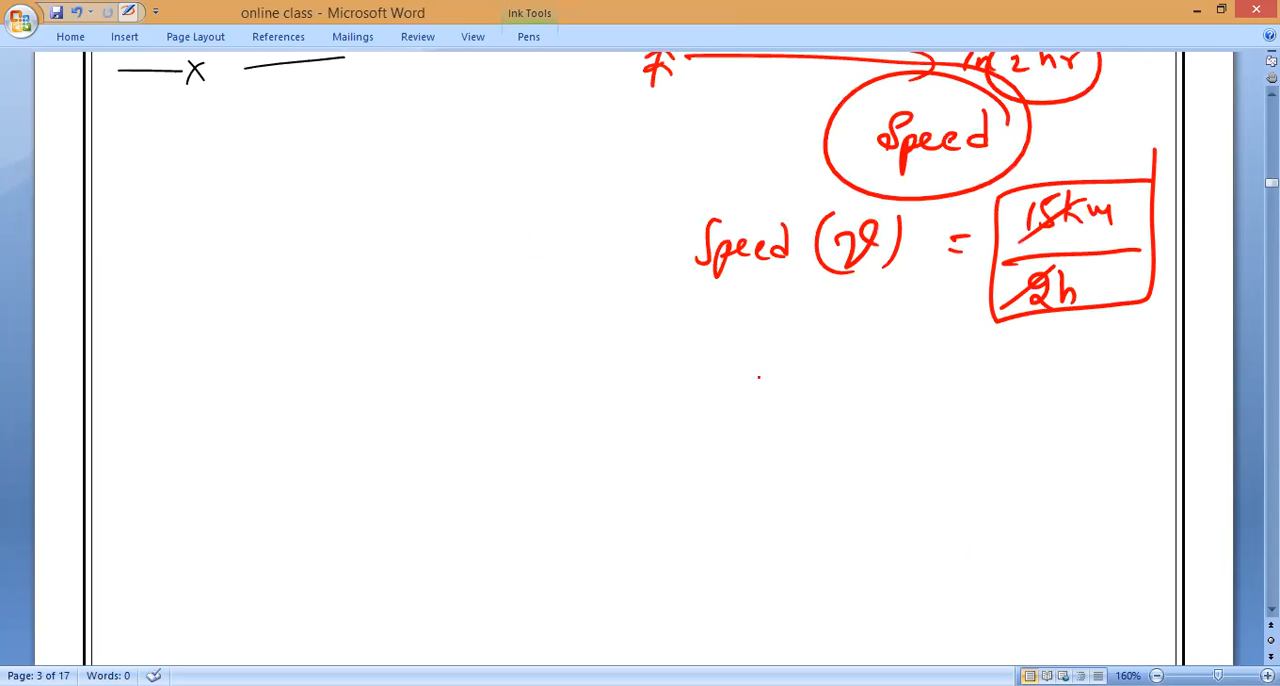 online class - Microsoft Word
Ink Tools
Home Insert Page Layout References Mailings Review View Pens
X
in 2 hr
Speed
Speed (v) = 15km
2h
Page: 3 of 17 Words: 0 160%